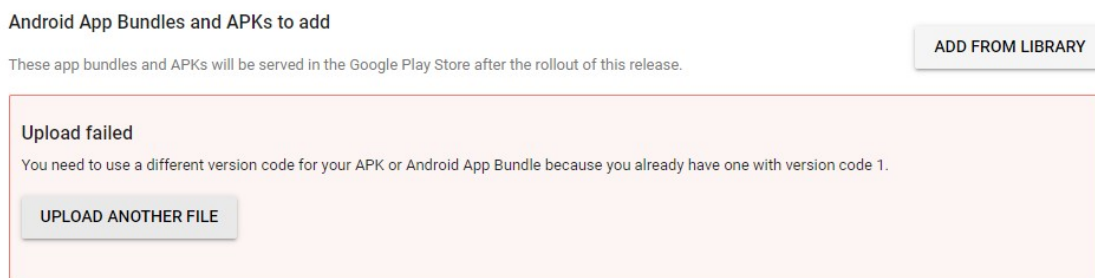 Android App Bundles and APKs to add
ADD FROM LIBRARY
These app bundles and APKs will be served in the Google Play Store after the rollout of this release.
Upload failed
You need to use a different version code for your APK or Android App Bundle because you already have one with version code 1.
UPLOAD ANOTHER FILE